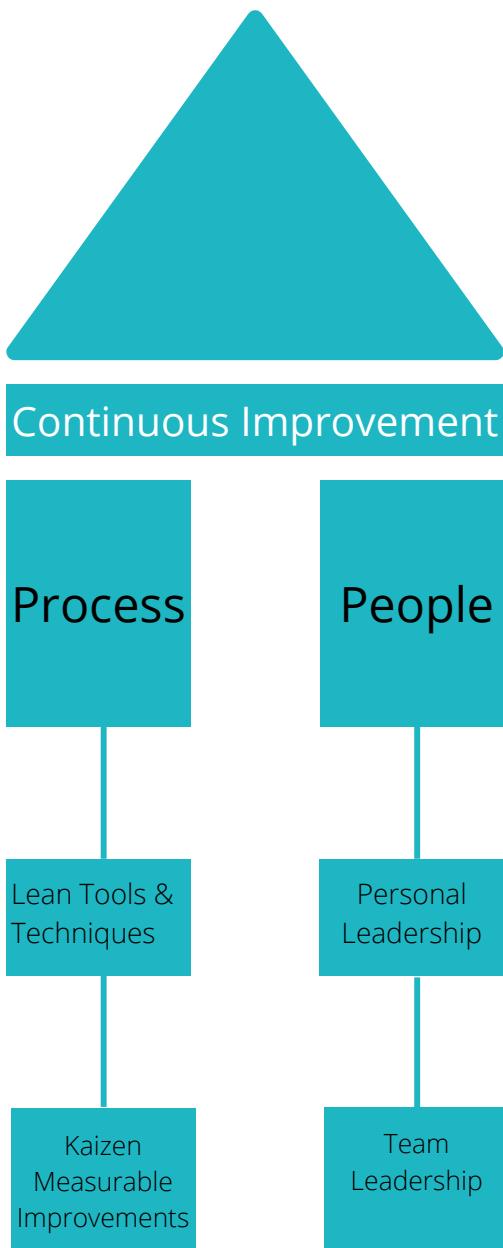 Continuous Improvement
Process
People
Lean Tools &
Techniques
Personal
Leadership
Kaizen
Measurable
Improvements
Team
Leadership